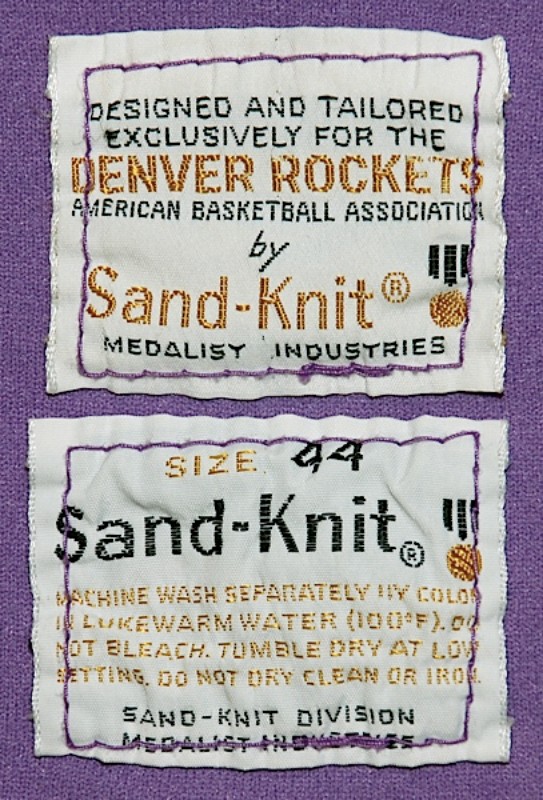 DESIGNED AND TAILORED
EXCLUSIVELY FOR THE
DENVER ROCKETS
AMERICAN BASKETBALL ASSOCIATION
by
Sand-Knit®
MEDALIST INDUSTRIES
SIZE 44
Sand-Knit®
MACHINE WASH SEPARATELY BY COLOR
IN LUKEWARM WATER (100°F). DO
NOT BLEACH. TUMBLE DRY AT LOW
SETTING. DO NOT DRY CLEAN OR IRON.
SAND-KNIT DIVISION
MEDALIST INDUSTRIES